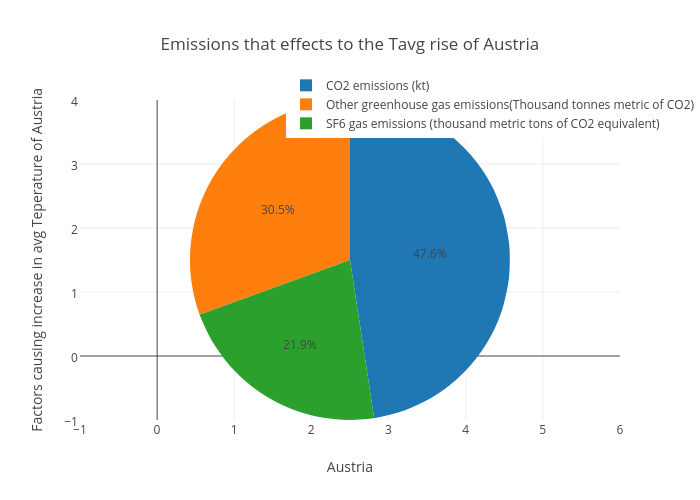 Emissions that effects to the Tavg rise of Austria
CO2 emissions (kt)
Other greenhouse gas emissions(Thousand tonnes metric of CO2)
SF6 gas emissions (thousand metric tons of CO2 equivalent)
Factors causing increase in avg Teperature of Austria
4
3
2
1
0
−1
30.5%
47.6%
21.9%
−1
0
1
2
3
4
5
6
Austria